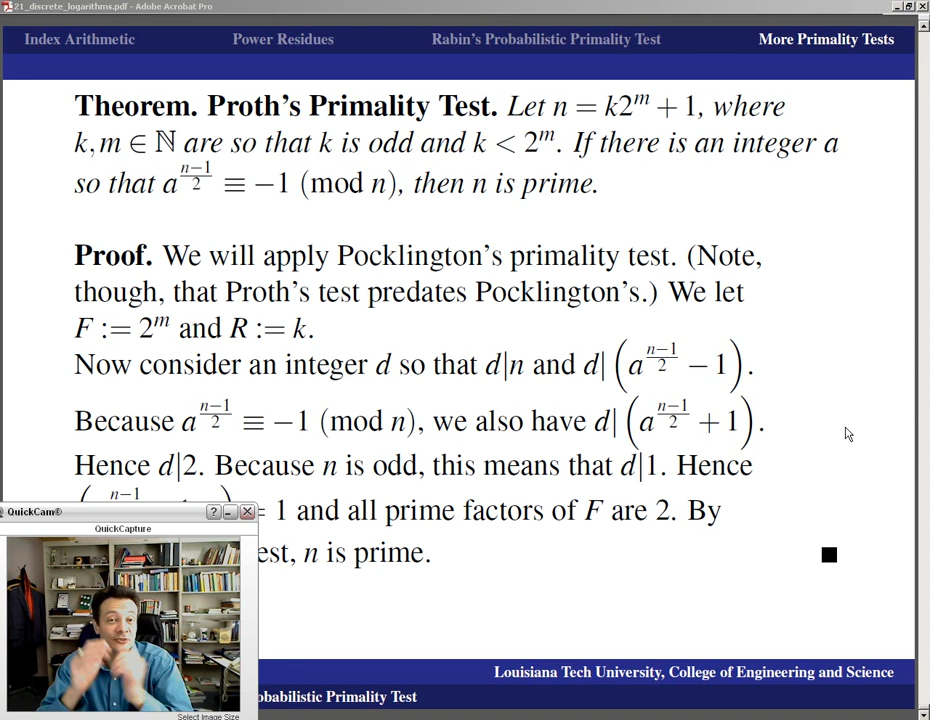 21_discrete_logarithms.pdf - Adobe Acrobat Pro
Index Arithmetic Power Residues Rabin's Probabilistic Primality Test More Primality Tests
Theorem. Proth's Primality Test. Let n = k2^m + 1, where
k, m ∈ ℕ are so that k is odd and k < 2^m. If there is an integer a
so that a^{(n−1)/2} ≡ −1 (mod n), then n is prime.
Proof. We will apply Pocklington's primality test. (Note,
though, that Proth's test predates Pocklington's.) We let
F := 2^m and R := k.
Now consider an integer d so that d|n and d|(a^{(n−1)/2} − 1).
Because a^{(n−1)/2} ≡ −1 (mod n), we also have d|(a^{(n−1)/2} + 1).
Hence d|2. Because n is odd, this means that d|1. Hence
= 1 and all prime factors of F are 2. By
est, n is prime. ■
QuickCam®
QuickCapture
Select Image Size
Louisiana Tech University, College of Engineering and Science
obabilistic Primality Test